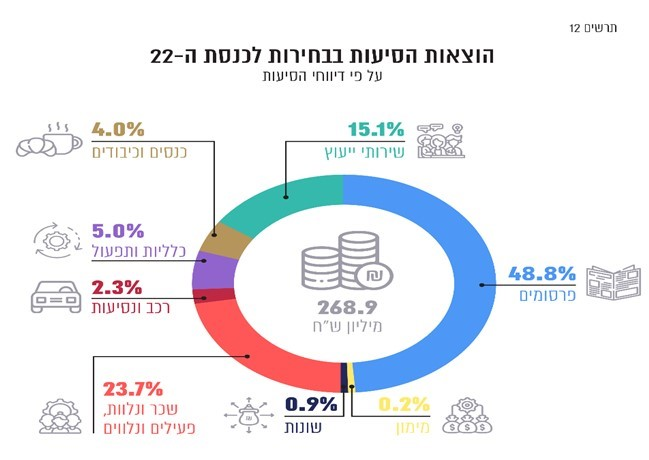 תרשים 12
הוצאות הסיעות בבחירות לכנסת ה-22
על פי דיווחי הסיעות
15.1%
שירותי ייעוץ
4.0%
כנסים וכיבודים
5.0%
כלליות ותפעול
48.8%
פרסומים
2.3%
רכב ונסיעות
268.9
מיליון ש"ח
23.7%
שכר ונלוות,
פעילים ונלווים
0.9%
שונות
0.2%
מימון